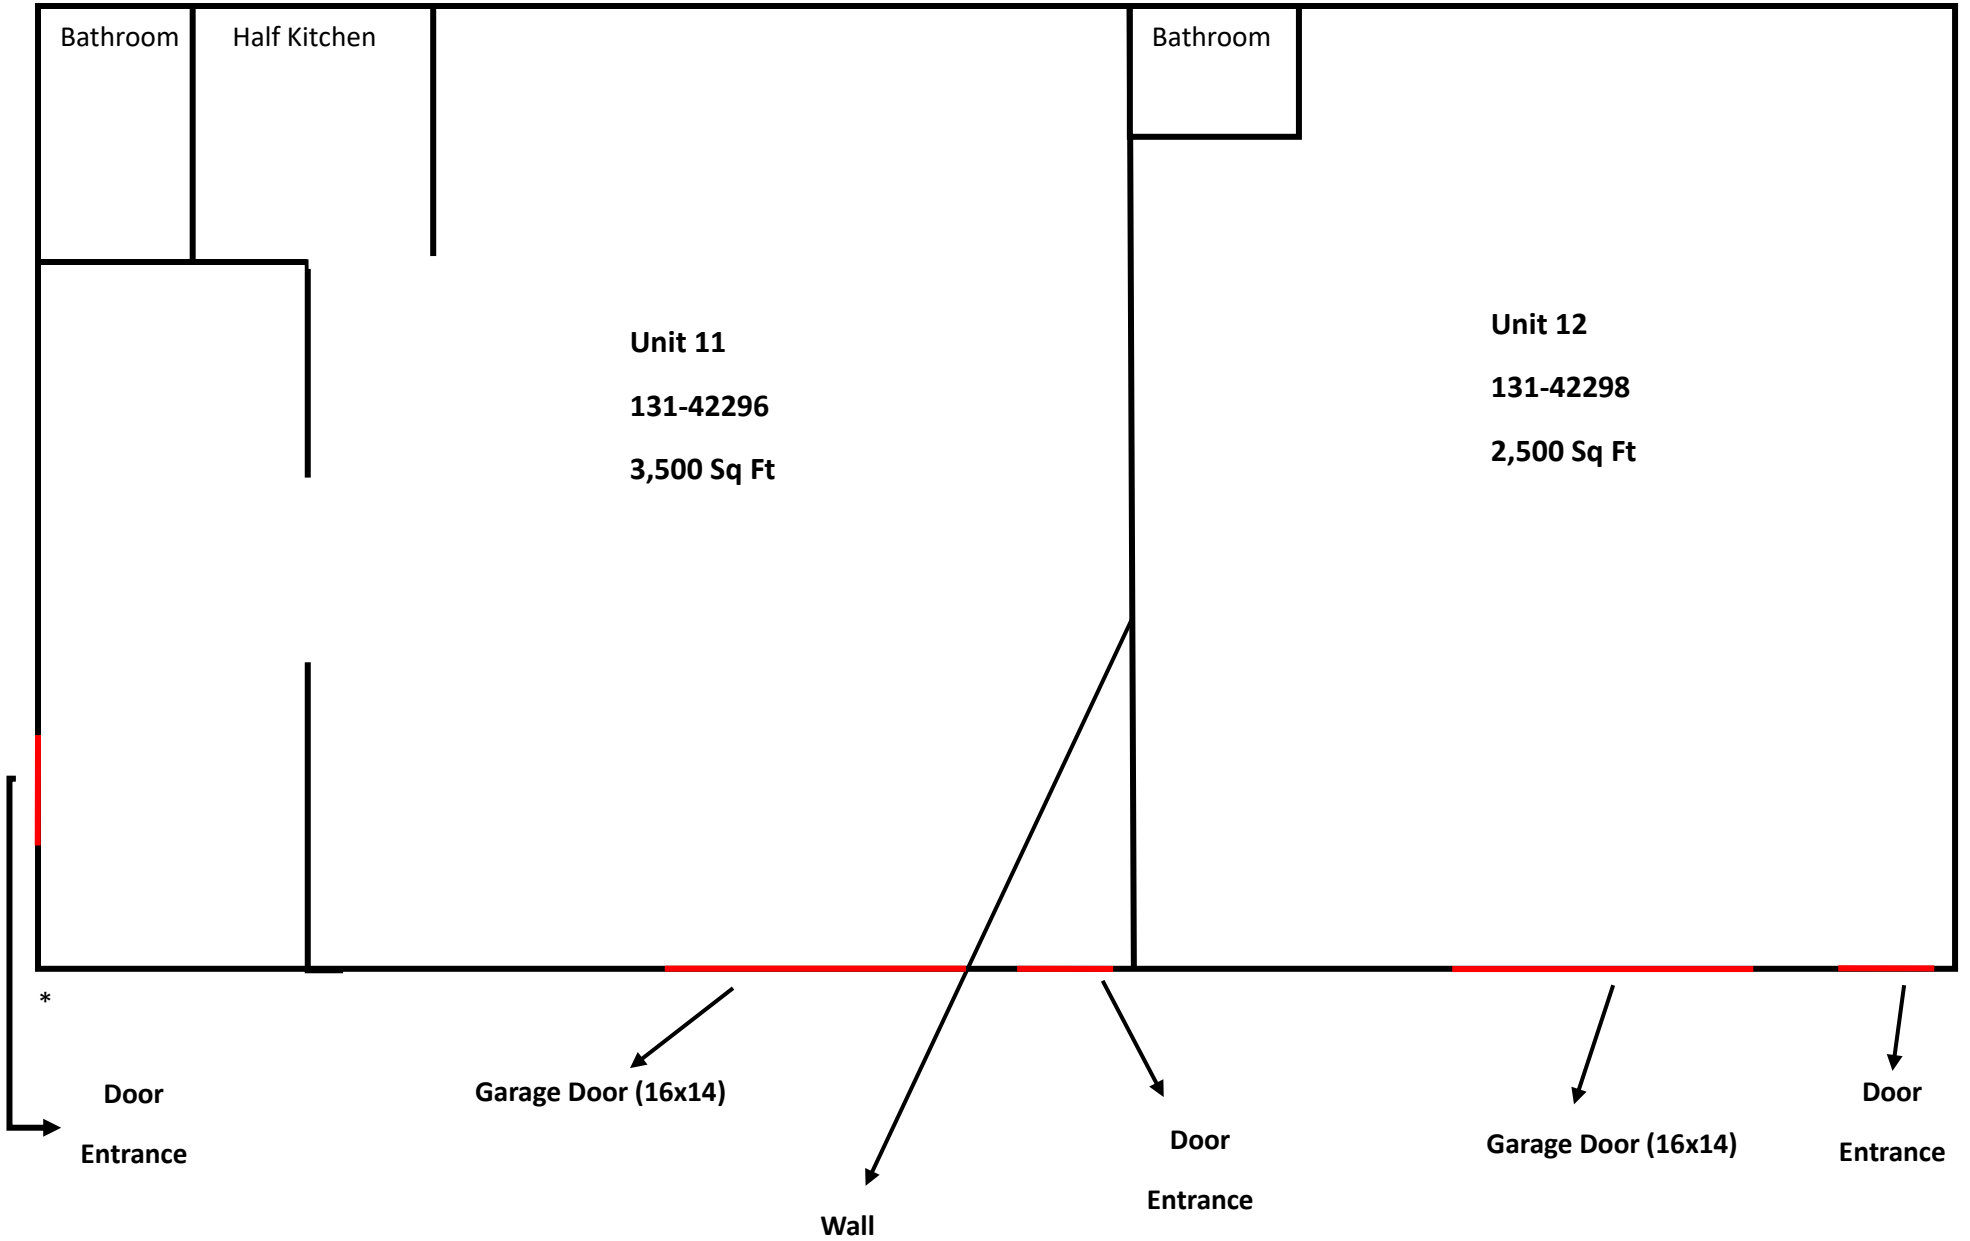 Bathroom
Half Kitchen
Bathroom
Unit 11
131-42296
3,500 Sq Ft
Unit 12
131-42298
2,500 Sq Ft
*
Door
Entrance
Garage Door (16x14)
Wall
Door
Entrance
Garage Door (16x14)
Door
Entrance